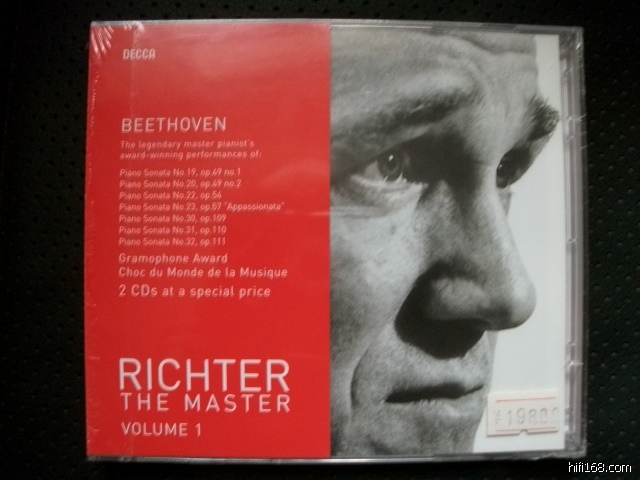 DECCA
BEETHOVEN
The legendary master pianist's
award-winning performances of:
Piano Sonata No.19, op.69 no.1
Piano Sonata No.20, op.69 no.2
Piano Sonata No.22, op.54
Piano Sonata No.23, op.57 "Appassionata"
Piano Sonata No.30, op.109
Piano Sonata No.31, op.110
Piano Sonata No.32, op.111
Gramophone Award
Choc du Monde de la Musique
2 CDs at a special price
RICHTER
THE MASTER
VOLUME 1
¥19800
hifi168.com